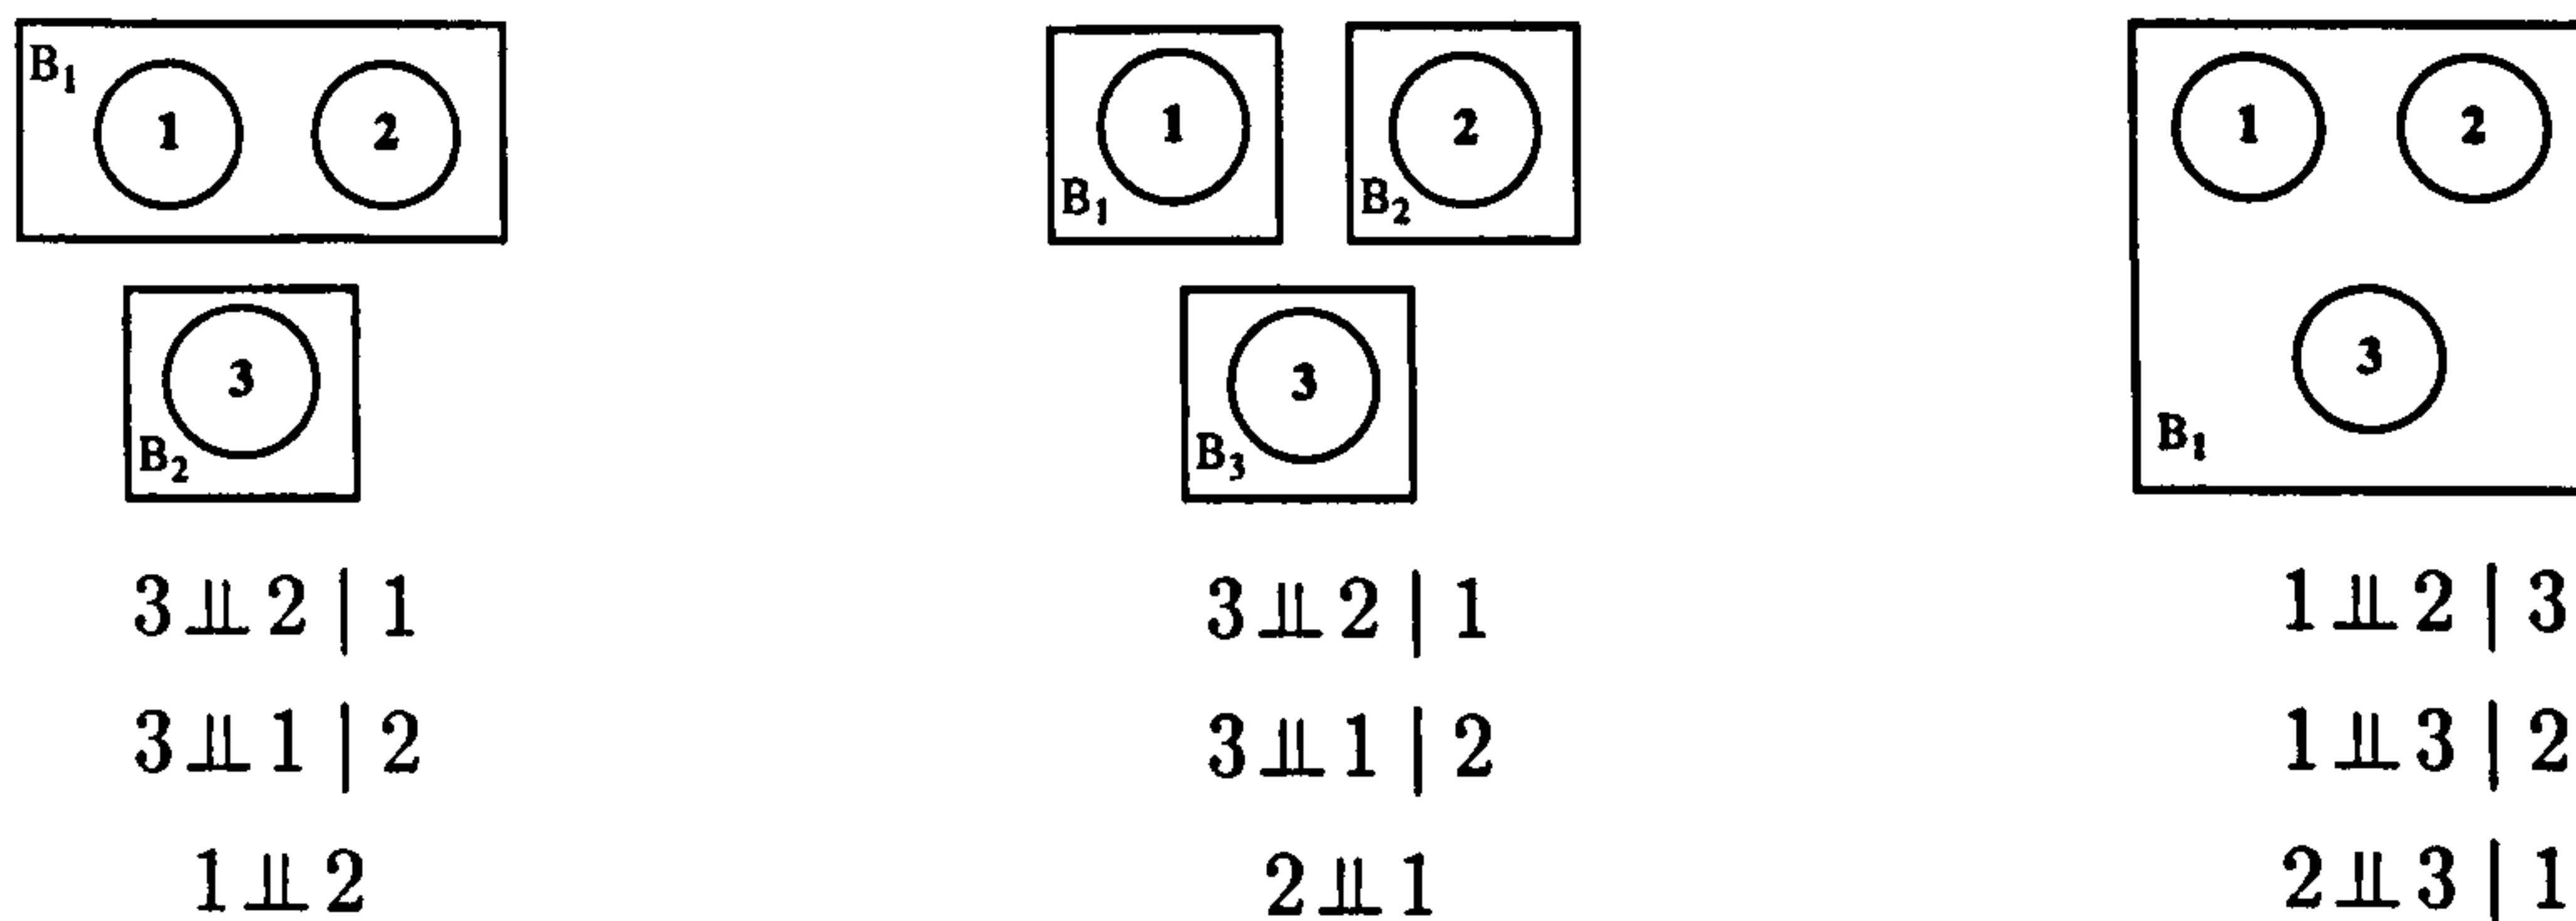 B₁ 1 2 B₁ 1 B₂ 2 1 2
B₂ 3 B₃ 3 B₁ 3
3 ⫫ 2 | 1 3 ⫫ 2 | 1 1 ⫫ 2 | 3
3 ⫫ 1 | 2 3 ⫫ 1 | 2 1 ⫫ 3 | 2
1 ⫫ 2 2 ⫫ 1 2 ⫫ 3 | 1